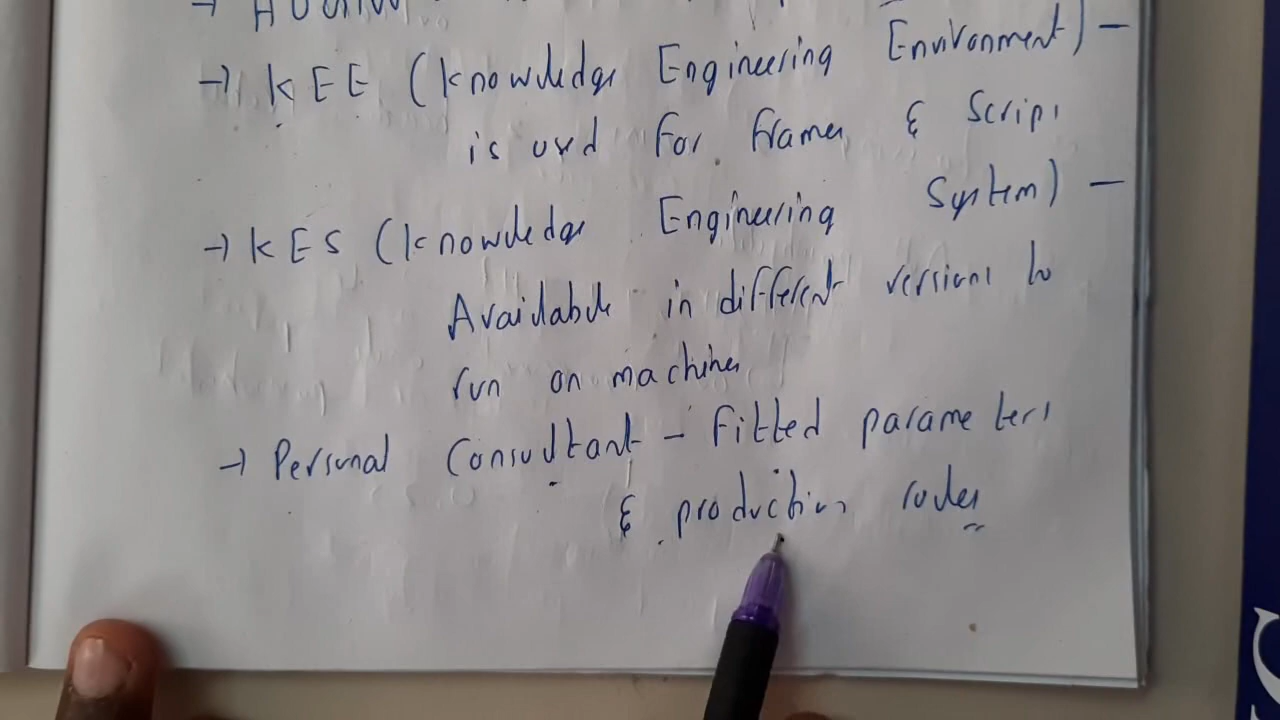 → KEE (Knowledge Engineering Environment) –
is used For frames & Script
→ KES (Knowledge Engineering System) –
Available in different versions to
run on machines
→ Personal Consultant – Fitted parameters
& production rules